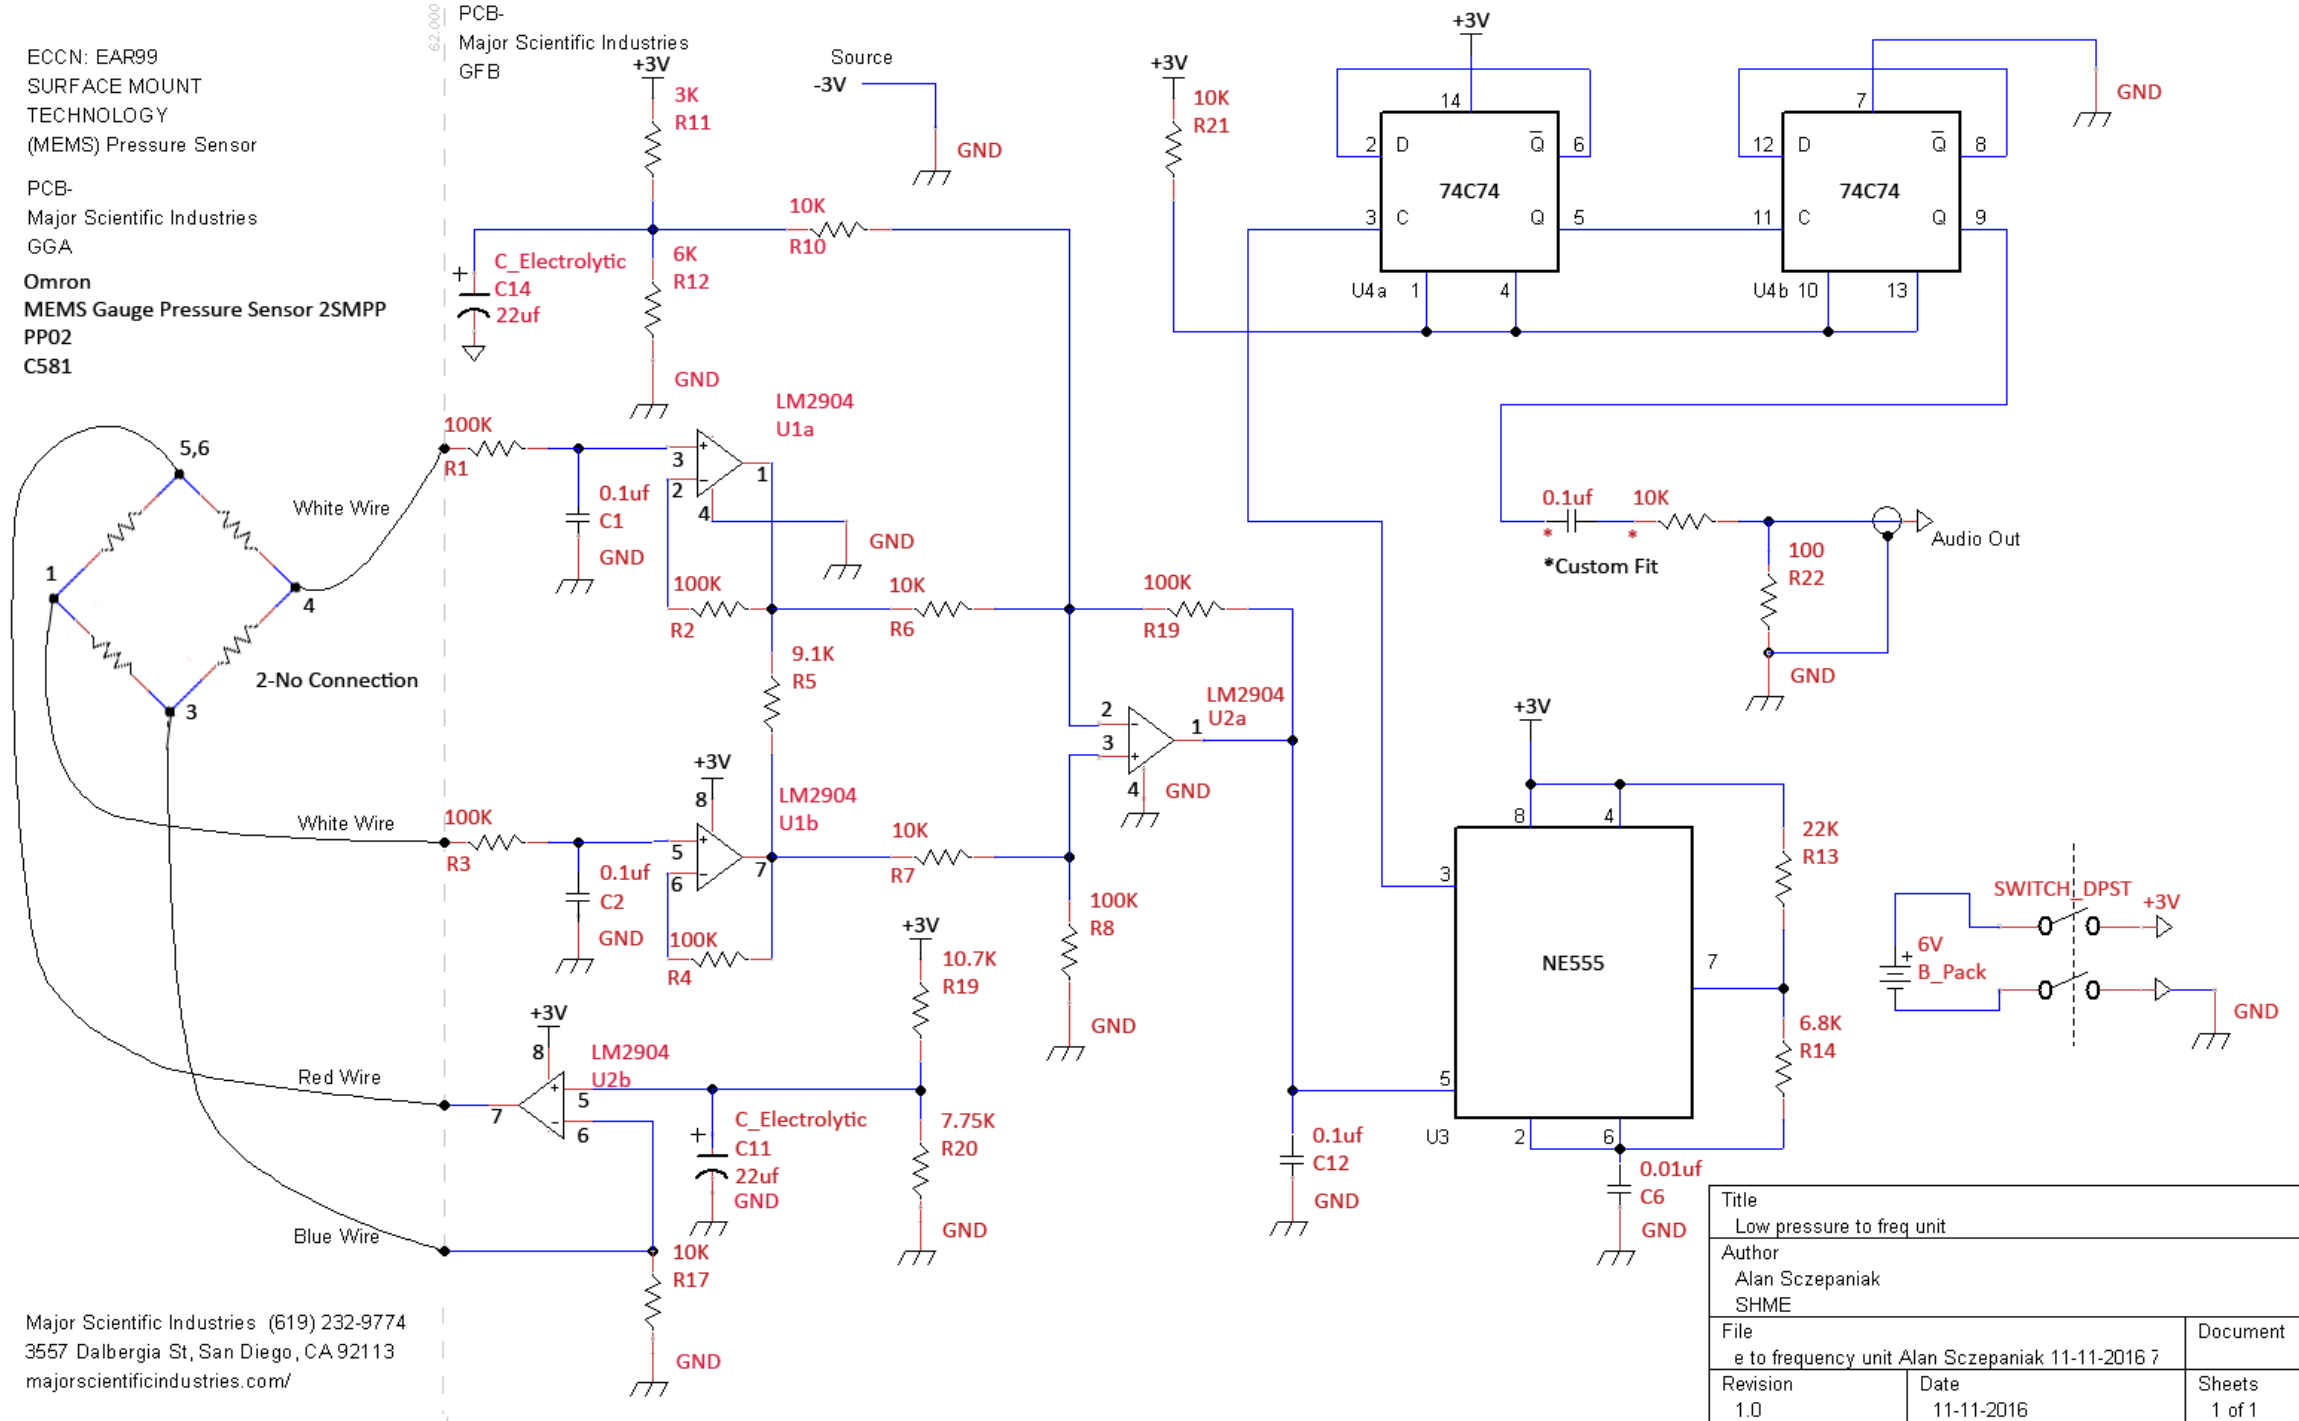 62.000
PCB-
Major Scientific Industries
GFB
ECCN: EAR99
SURFACE MOUNT
TECHNOLOGY
(MEMS) Pressure Sensor
PCB-
Major Scientific Industries
GGA
Omron
MEMS Gauge Pressure Sensor 2SMPP
PP02
C581
+3V
3K
R11
Source
-3V
GND
10K
R10
C_Electrolytic
C14
22uf
+
6K
R12
GND
+3V
10K
R21
+3V
14
2
D
Q
6
74C74
3
C
Q
5
U4a
1
4
7
GND
12
D
Q
8
74C74
11
C
Q
9
U4b
10
13
5,6
1
4
3
2-No Connection
White Wire
White Wire
Red Wire
Blue Wire
100K
R1
0.1uf
C1
GND
LM2904
U1a
+
-
3
2
1
4
GND
100K
R2
10K
R6
100K
R19
9.1K
R5
LM2904
U2a
2
3
-
+
1
4
GND
100K
R3
0.1uf
C2
GND
+3V
8
LM2904
U1b
+
-
5
6
7
100K
R4
10K
R7
100K
R8
GND
+3V
10.7K
R19
7.75K
R20
GND
+3V
8
LM2904
U2b
+
-
5
6
7
+
C_Electrolytic
C11
22uf
GND
10K
R17
GND
0.1uf
C12
GND
0.1uf
10K
*
*
*Custom Fit
100
R22
GND
Audio Out
+3V
8
4
3
NE555
7
5
U3
2
6
22K
R13
6.8K
R14
0.01uf
C6
GND
SWITCH_DPST
+3V
+
6V
B_Pack
GND
Major Scientific Industries (619) 232-9774
3557 Dalbergia St, San Diego, CA 92113
majorscientificindustries.com/
Title
Low pressure to freq unit
Author
Alan Sczepaniak
SHME
File
e to frequency unit Alan Sczepaniak 11-11-2016 7
Document
Revision
1.0
Date
11-11-2016
Sheets
1 of 1